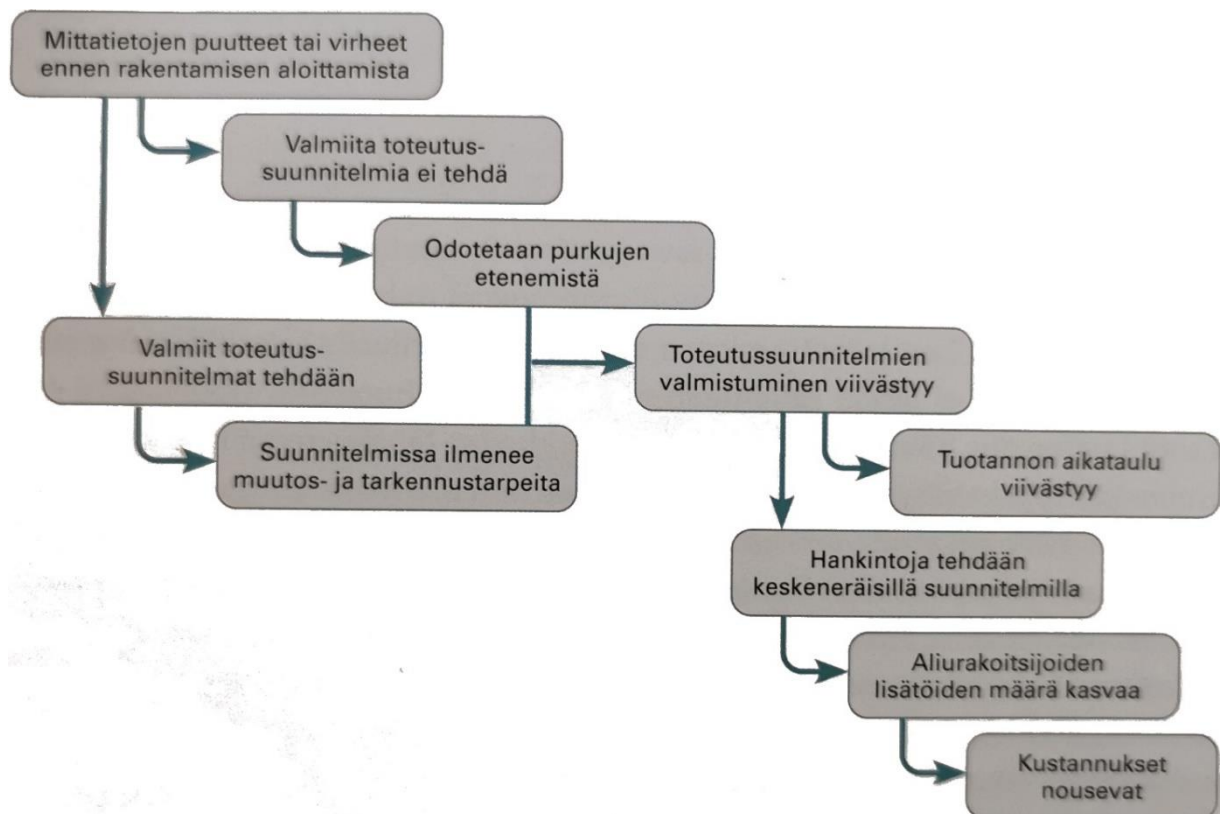 Mittatietojen puutteet tai virheet
ennen rakentamisen aloittamista
Valmiita toteutus-
suunnitelmia ei tehdä
Odotetaan purkujen
etenemistä
Valmiit toteutus-
suunnitelmat tehdään
Suunnitelmissa ilmenee
muutos- ja tarkennustarpeita
Toteutussuunnitelmien
valmistuminen viivästyy
Tuotannon aikataulu
viivästyy
Hankintoja tehdään
keskeneräisillä suunnitelmilla
Aliurakoitsijoiden
lisätöiden määrä kasvaa
Kustannukset
nousevat